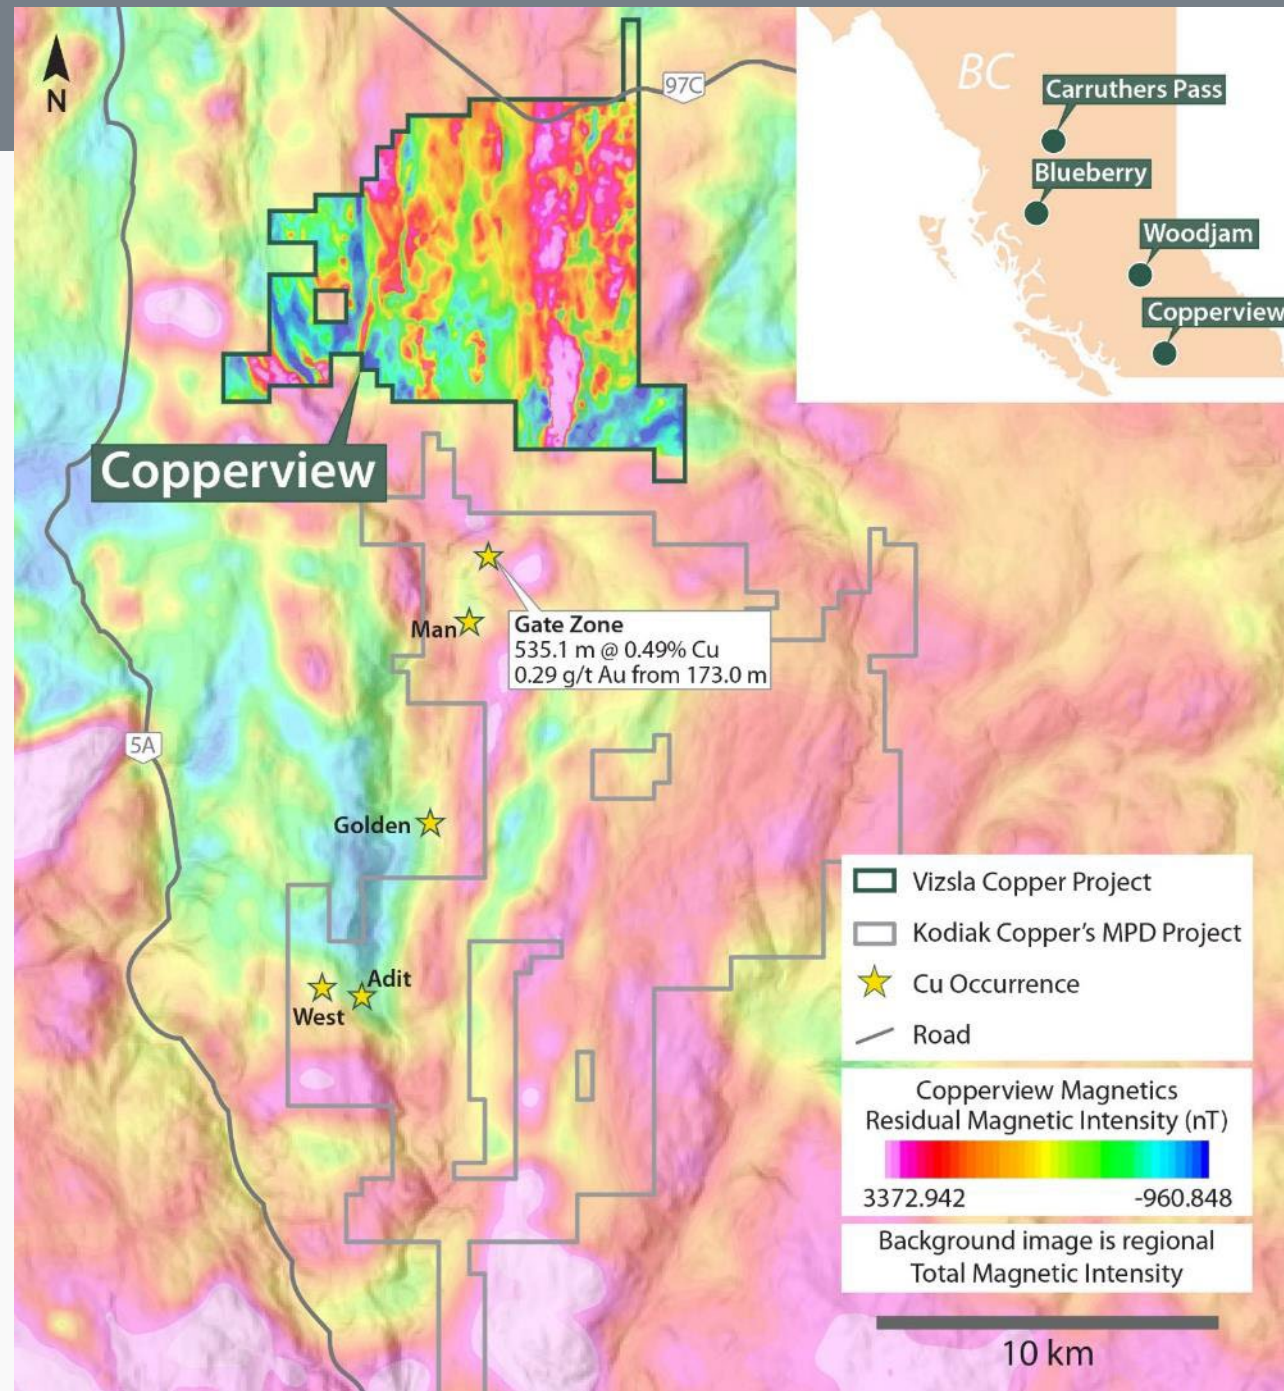 N
97C
BC
Carruthers Pass
Blueberry
Woodjam
Copperview
Copperview
Man
Gate Zone
535.1 m @ 0.49% Cu
0.29 g/t Au from 173.0 m
5A
Golden
Adit
West
Vizsla Copper Project
Kodiak Copper's MPD Project
Cu Occurrence
Road
Copperview Magnetics
Residual Magnetic Intensity (nT)
3372.942 -960.848
Background image is regional
Total Magnetic Intensity
10 km